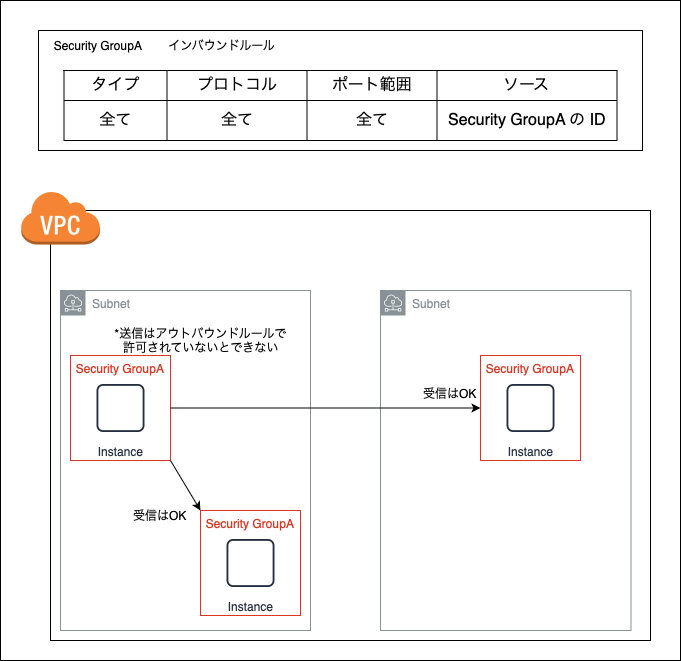 Security GroupA インバウンドルール
タイプ プロトコル ポート範囲 ソース
全て 全て 全て Security GroupA の ID
VPC
Subnet
Subnet
*送信はアウトバウンドルールで
許可されていないとできない
Security GroupA
Instance
受信はOK
Security GroupA
Instance
受信はOK
Security GroupA
Instance